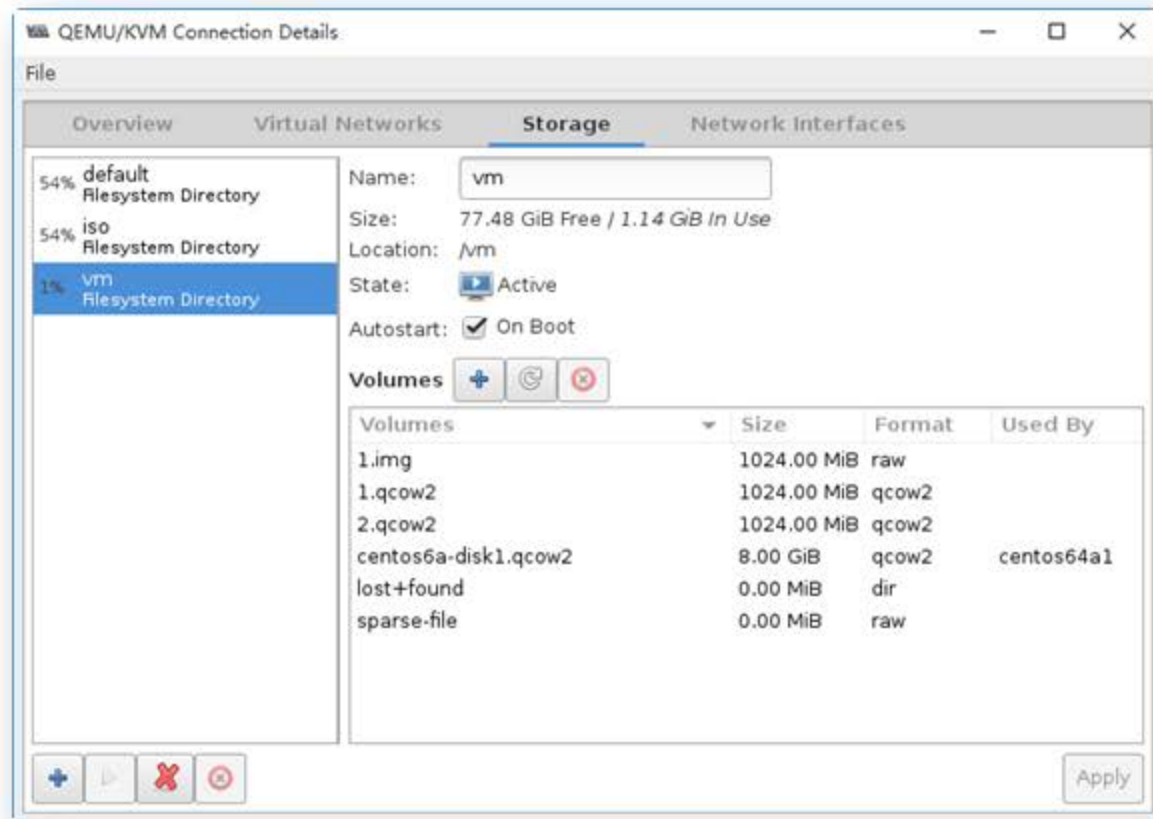 QEMU/KVM Connection Details
File
Overview Virtual Networks Storage Network Interfaces
54% default
Filesystem Directory
54% iso
Filesystem Directory
1% vm
Filesystem Directory
Name: vm
Size: 77.48 GiB Free / 1.14 GiB In Use
Location: /vm
State: Active
Autostart: On Boot
Volumes
Volumes Size Format Used By
1.img 1024.00 MiB raw
1.qcow2 1024.00 MiB qcow2
2.qcow2 1024.00 MiB qcow2
centos6a-disk1.qcow2 8.00 GiB qcow2 centos64a1
lost+found 0.00 MiB dir
sparse-file 0.00 MiB raw
Apply